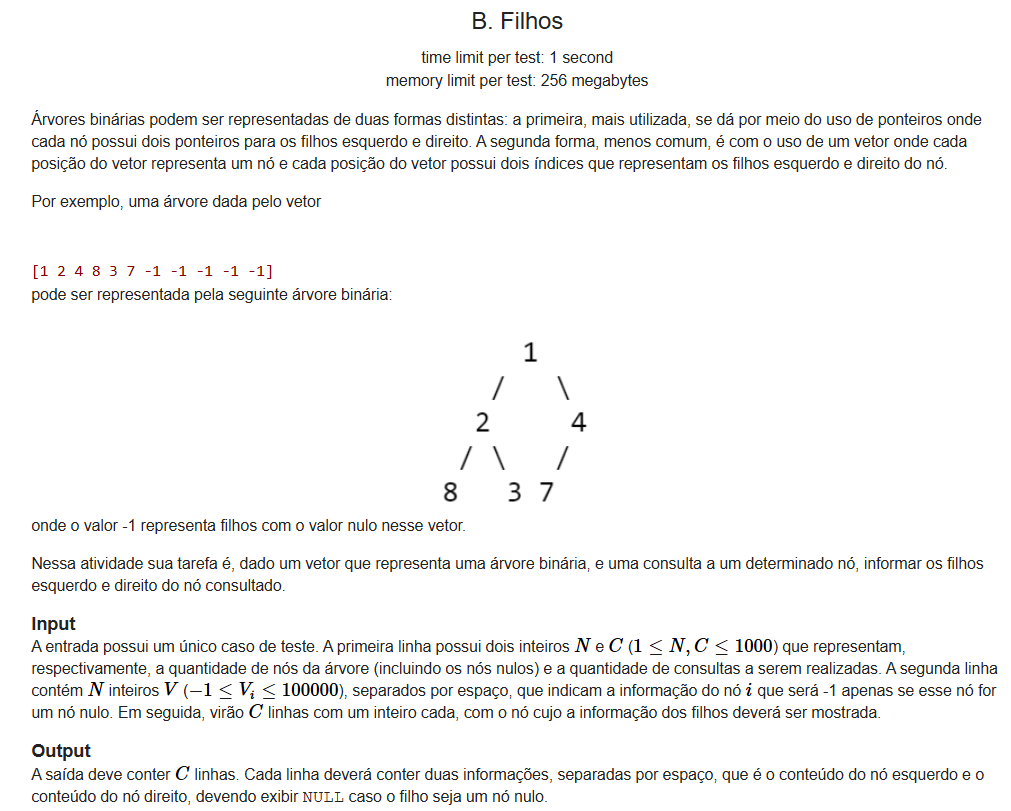 B. Filhos
time limit per test: 1 second
memory limit per test: 256 megabytes
Árvores binárias podem ser representadas de duas formas distintas: a primeira, mais utilizada, se dá por meio do uso de ponteiros onde
cada nó possui dois ponteiros para os filhos esquerdo e direito. A segunda forma, menos comum, é com o uso de um vetor onde cada
posição do vetor representa um nó e cada posição do vetor possui dois índices que representam os filhos esquerdo e direito do nó.
Por exemplo, uma árvore dada pelo vetor
[1 2 4 8 3 7 -1 -1 -1 -1 -1]
pode ser representada pela seguinte árvore binária:
1
/ \
2 4
/ \ /
8 3 7
onde o valor -1 representa filhos com o valor nulo nesse vetor.
Nessa atividade sua tarefa é, dado um vetor que representa uma árvore binária, e uma consulta a um determinado nó, informar os filhos
esquerdo e direito do nó consultado.
Input
A entrada possui um único caso de teste. A primeira linha possui dois inteiros N e C (1 ≤ N, C ≤ 1000) que representam,
respectivamente, a quantidade de nós da árvore (incluindo os nós nulos) e a quantidade de consultas a serem realizadas. A segunda linha
contém N inteiros V (−1 ≤ V_i ≤ 100000), separados por espaço, que indicam a informação do nó i que será -1 apenas se esse nó for
um nó nulo. Em seguida, virão C linhas com um inteiro cada, com o nó cujo a informação dos filhos deverá ser mostrada.
Output
A saída deve conter C linhas. Cada linha deverá conter duas informações, separadas por espaço, que é o conteúdo do nó esquerdo e o
conteúdo do nó direito, devendo exibir NULL caso o filho seja um nó nulo.